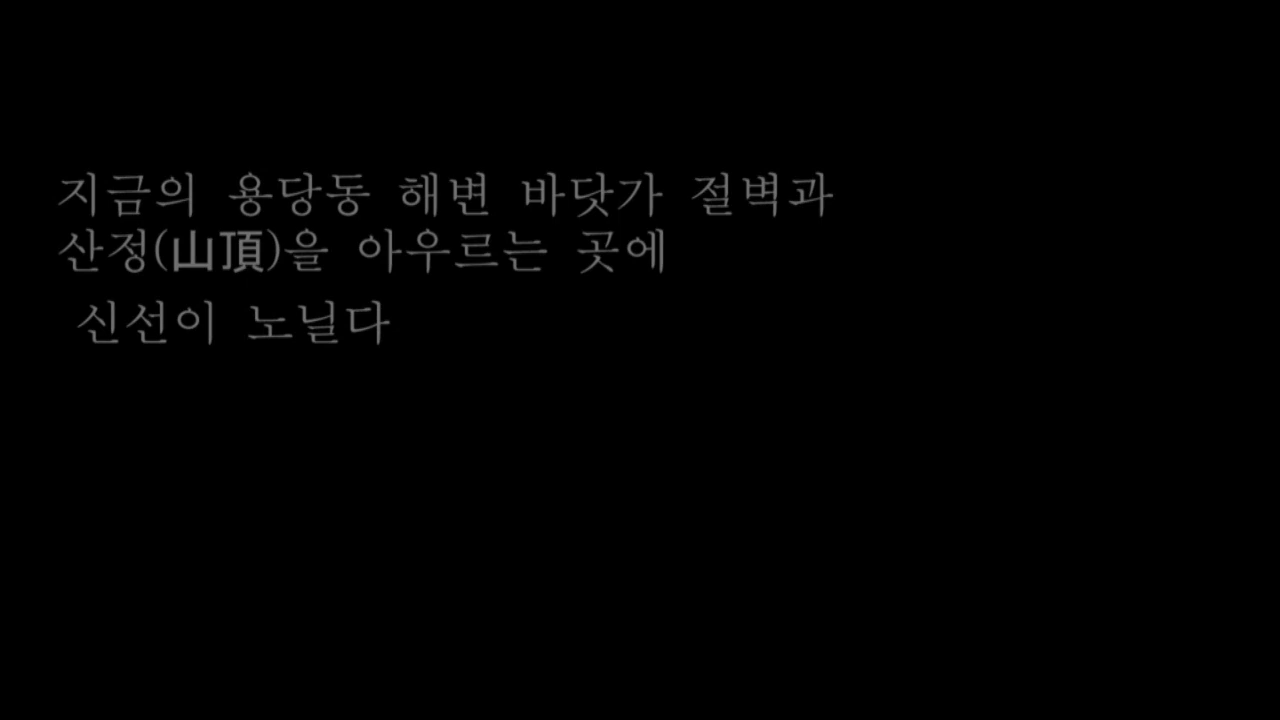 지금의 용당동 해변 바닷가 절벽과
산정(山頂)을 아우르는 곳에
신선이 노닐다